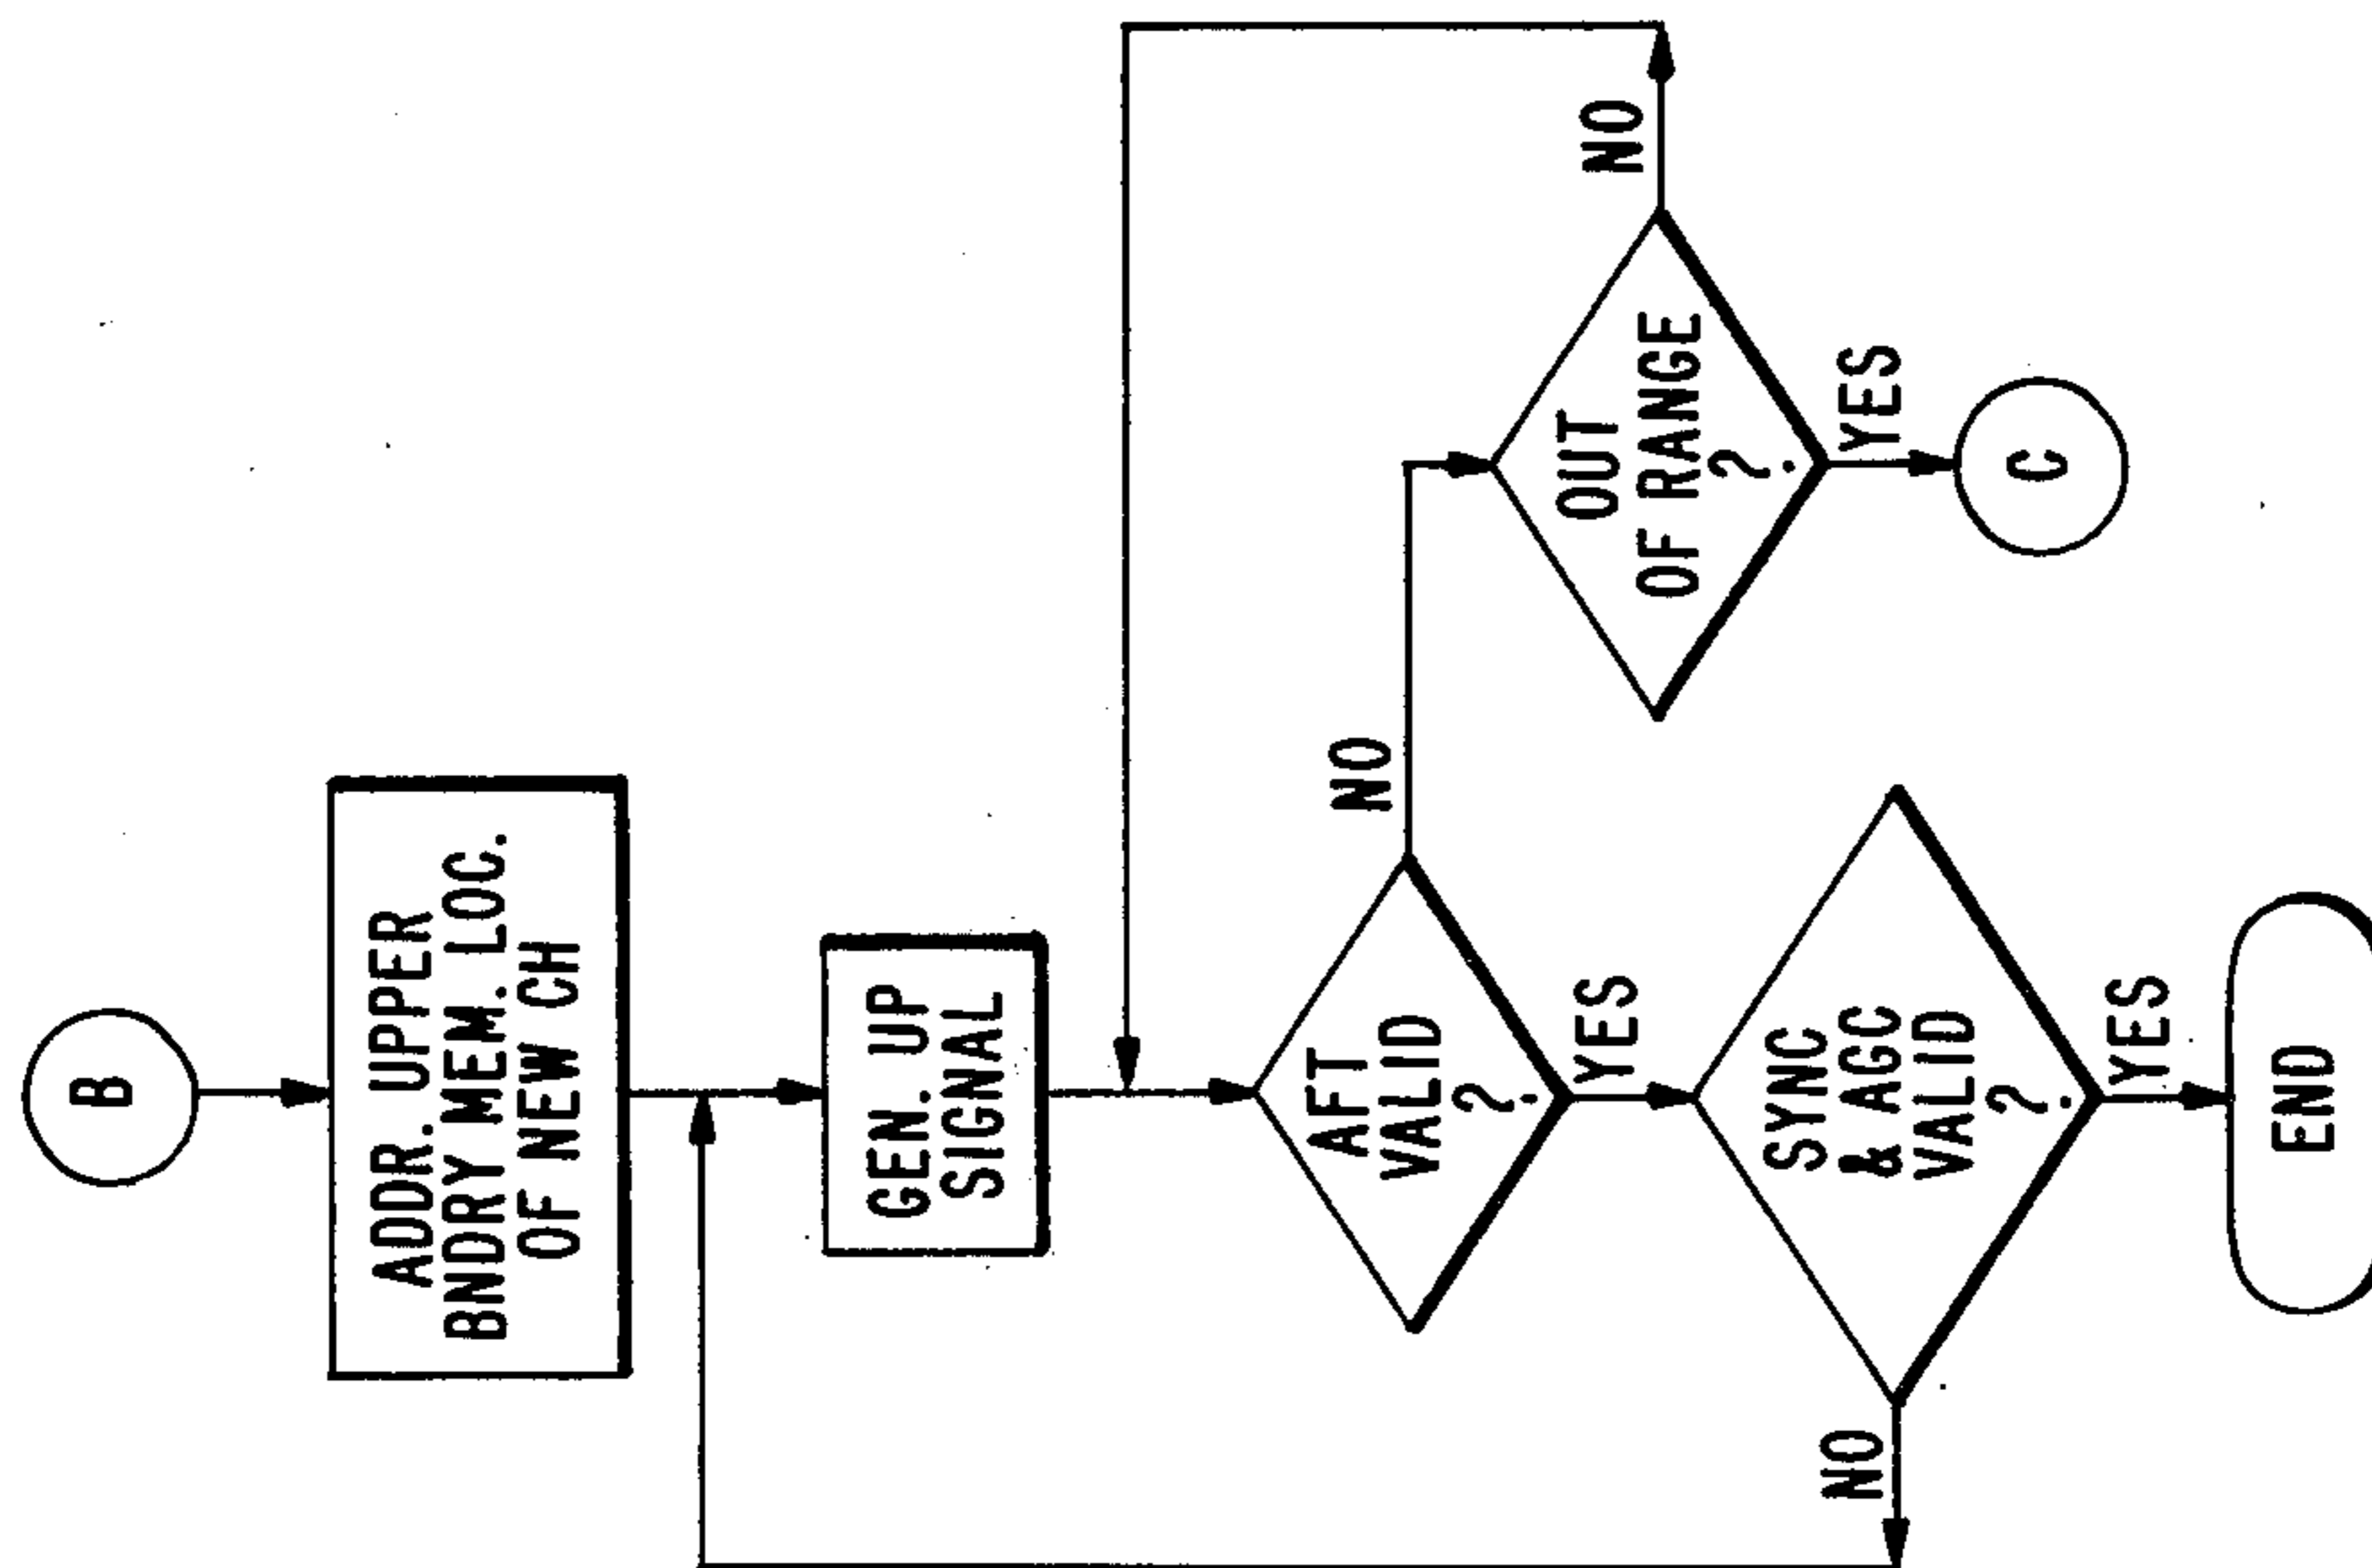 B
ADDR. UPPER
BNDRY MEM. LOC.
OF NEW CH
GEN. UP
SIGNAL
AFT
VALID
?
NO
YES
OUT
OF RANGE
?
NO
YES
C
SYNC
& AGC
VALID
?
NO
YES
END